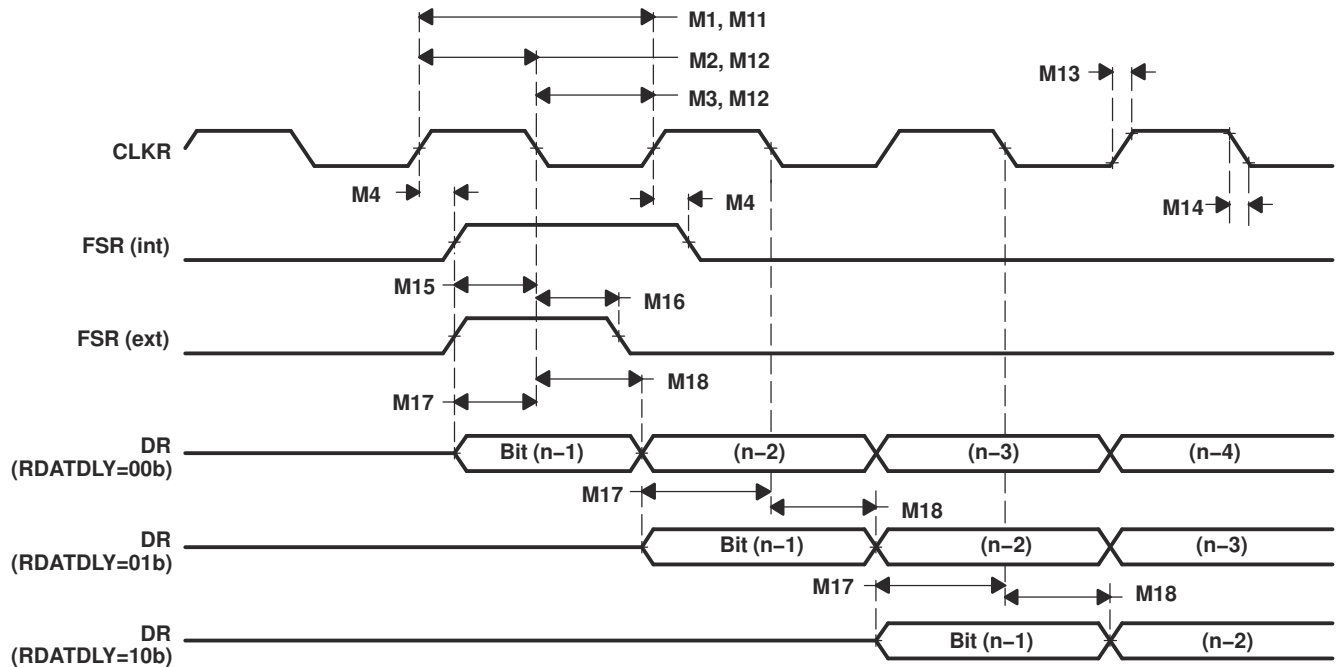 M1, M11
M2, M12
M13
M3, M12
CLKR
M4
M4
M14
FSR (int)
M15
M16
FSR (ext)
M18
M17
DR
(RDATDLY=00b)
Bit (n−1)
(n−2)
(n−3)
(n−4)
M17
M18
DR
(RDATDLY=01b)
Bit (n−1)
(n−2)
(n−3)
M17
M18
DR
(RDATDLY=10b)
Bit (n−1)
(n−2)